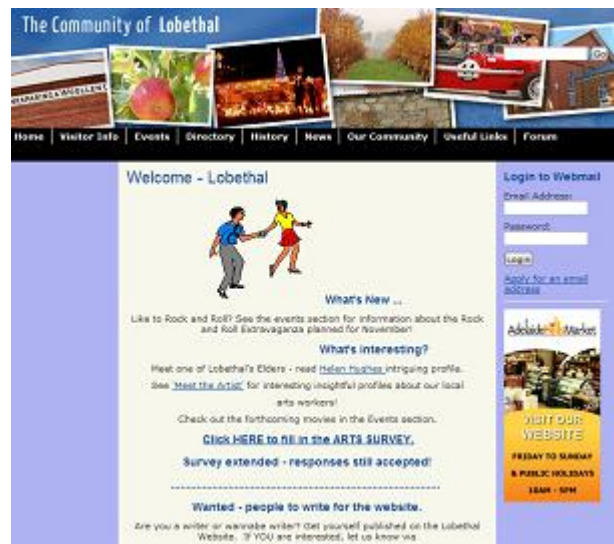 The Community of Lobethal
Go
Home Visitor Info Events Directory History News Our Community Useful Links Forum
Welcome - Lobethal
What's New ...
Like to Rock and Roll? See the events section for information about the Rock
and Roll Extravaganza planned for November!
What's interesting?
Meet one of Lobethal's Elders - read Helen Hughes intriguing profile.
See 'Meet the Artist' for interesting insightful profiles about our local
arts workers!
Check out the forthcoming movies in the Events section.
Click HERE to fill in the ARTS SURVEY.
Survey extended - responses still accepted!
Wanted - people to write for the website.
Are you a writer or wannabe writer? Get yourself published on the Lobethal
Website. If YOU are interested, let us know via
Login to Webmail
Email Address:
Password:
Login
Apply for an email
address
Adelaide Market
VISIT OUR
WEBSITE
FRIDAY TO SUNDAY
& PUBLIC HOLIDAYS
10AM - 5PM